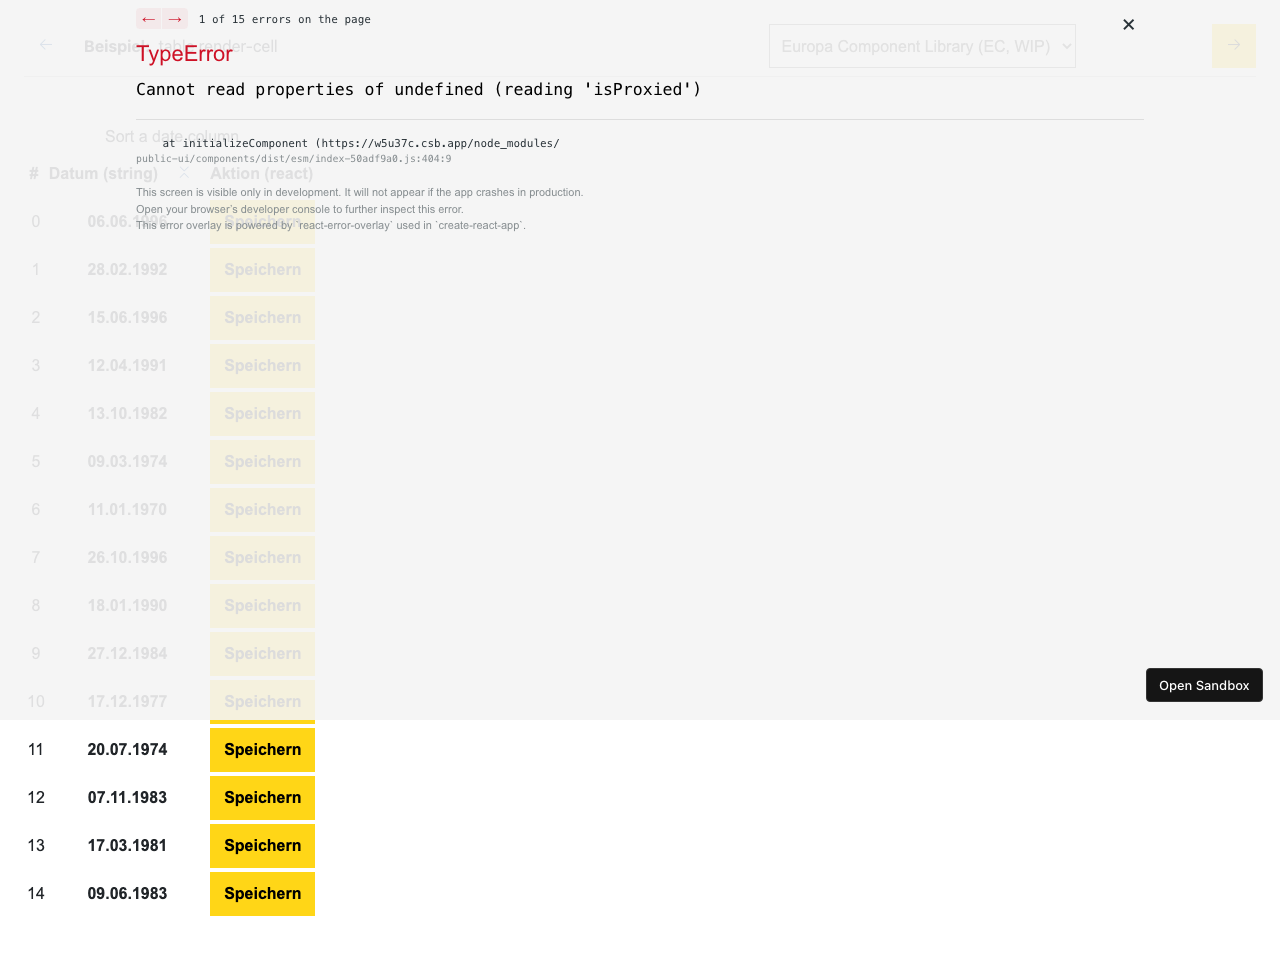 ← → 1 of 15 errors on the page
← Beispiel table render-cell Europa Component Library (EC, WIP) →
TypeError
Cannot read properties of undefined (reading 'isProxied')
Sort a date column
at initializeComponent (https://w5u37c.csb.app/node_modules/
public-ui/components/dist/esm/index-50adf9a0.js:404:9
# Datum (string) Aktion (react)
This screen is visible only in development. It will not appear if the app crashes in production.
Open your browser's developer console to further inspect this error.
This error overlay is powered by `react-error-overlay` used in `create-react-app`.
0 06.06.1996 Speichern
1 28.02.1992 Speichern
2 15.06.1996 Speichern
3 12.04.1991 Speichern
4 13.10.1982 Speichern
5 09.03.1974 Speichern
6 11.01.1970 Speichern
7 26.10.1996 Speichern
8 18.01.1990 Speichern
9 27.12.1984 Speichern
10 17.12.1977 Speichern
Open Sandbox
11 20.07.1974 Speichern
12 07.11.1983 Speichern
13 17.03.1981 Speichern
14 09.06.1983 Speichern